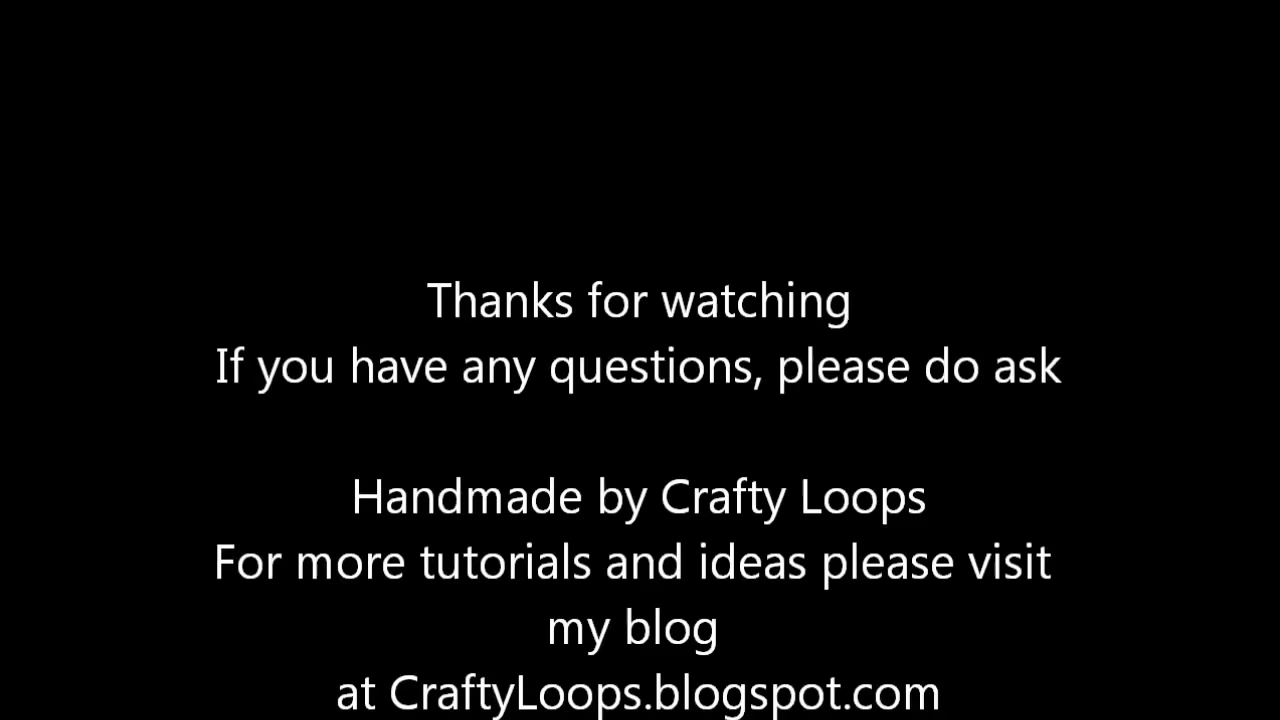 Thanks for watching
If you have any questions, please do ask
Handmade by Crafty Loops
For more tutorials and ideas please visit
my blog
at CraftyLoops.blogspot.com